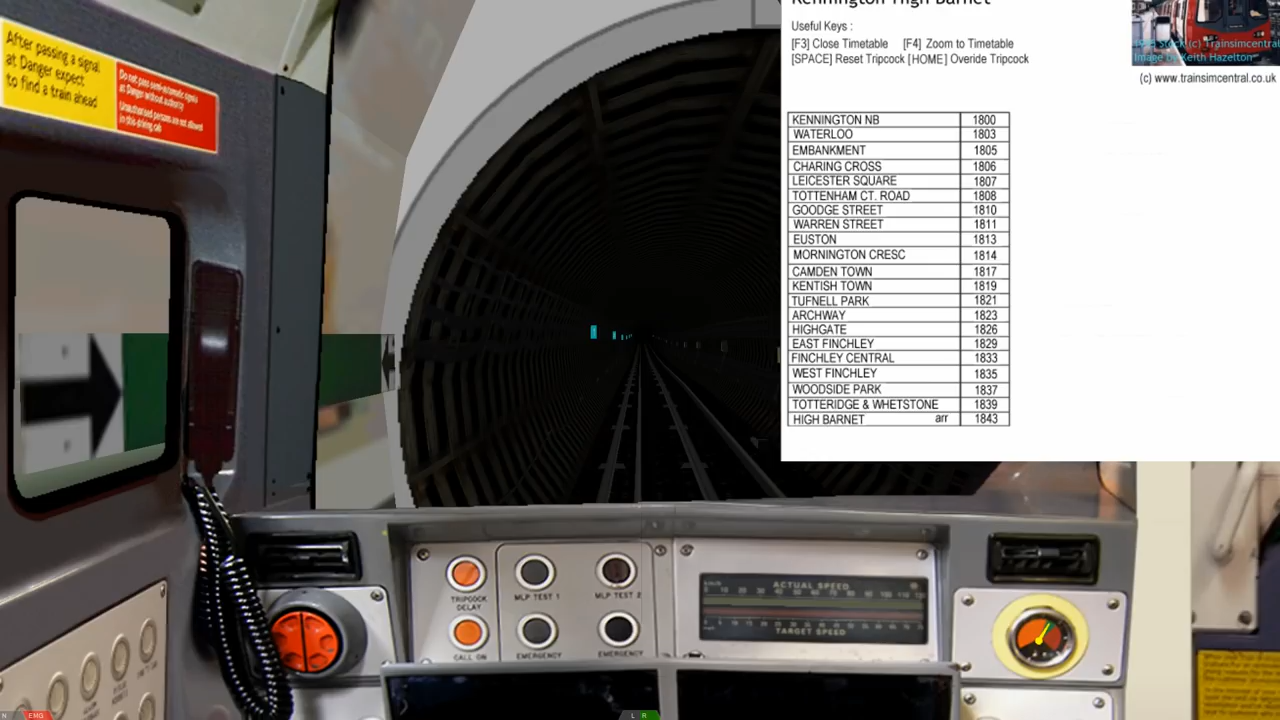 After passing a signal
at Danger expect
to find a train ahead
Do not pass semi-automatic signals
at Danger without authority
Unauthorised persons are not allowed
in this driving cab
Kennington High Barnet
Useful Keys :
[F3] Close Timetable [F4] Zoom to Timetable
[SPACE] Reset Tripcock [HOME] Overide Tripcock
Stock (c) Trainsimcentral
Image by Keith Hazelton
(c) www.trainsimcentral.co.uk
KENNINGTON NB 1800
WATERLOO 1803
EMBANKMENT 1805
CHARING CROSS 1806
LEICESTER SQUARE 1807
TOTTENHAM CT. ROAD 1808
GOODGE STREET 1810
WARREN STREET 1811
EUSTON 1813
MORNINGTON CRESC 1814
CAMDEN TOWN 1817
KENTISH TOWN 1819
TUFNELL PARK 1821
ARCHWAY 1823
HIGHGATE 1826
EAST FINCHLEY 1829
FINCHLEY CENTRAL 1833
WEST FINCHLEY 1835
WOODSIDE PARK 1837
TOTTERIDGE & WHETSTONE 1839
HIGH BARNET arr 1843
TRIPCOCK
DELAY
MLP TEST 1
MLP TEST 2
CALL ON
EMERGENCY
EMERGENCY
ACTUAL SPEED
TARGET SPEED
N EMG
L R